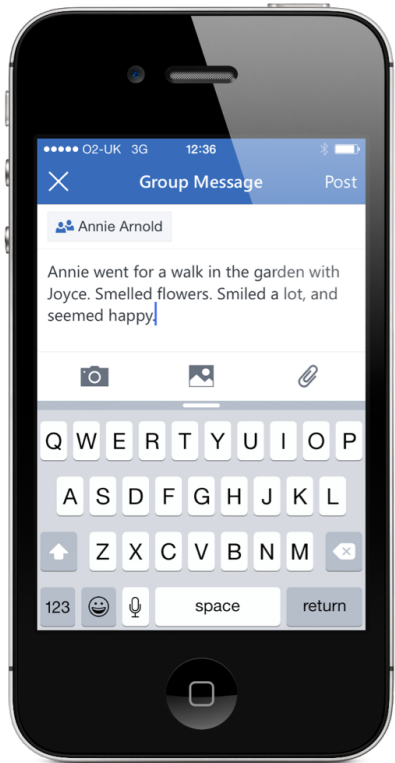 O2-UK 3G 12:36
Group Message Post
Annie Arnold
Annie went for a walk in the garden with
Joyce. Smelled flowers. Smiled a lot, and
seemed happy.
Q W E R T Y U I O P
A S D F G H J K L
Z X C V B N M
123 space return